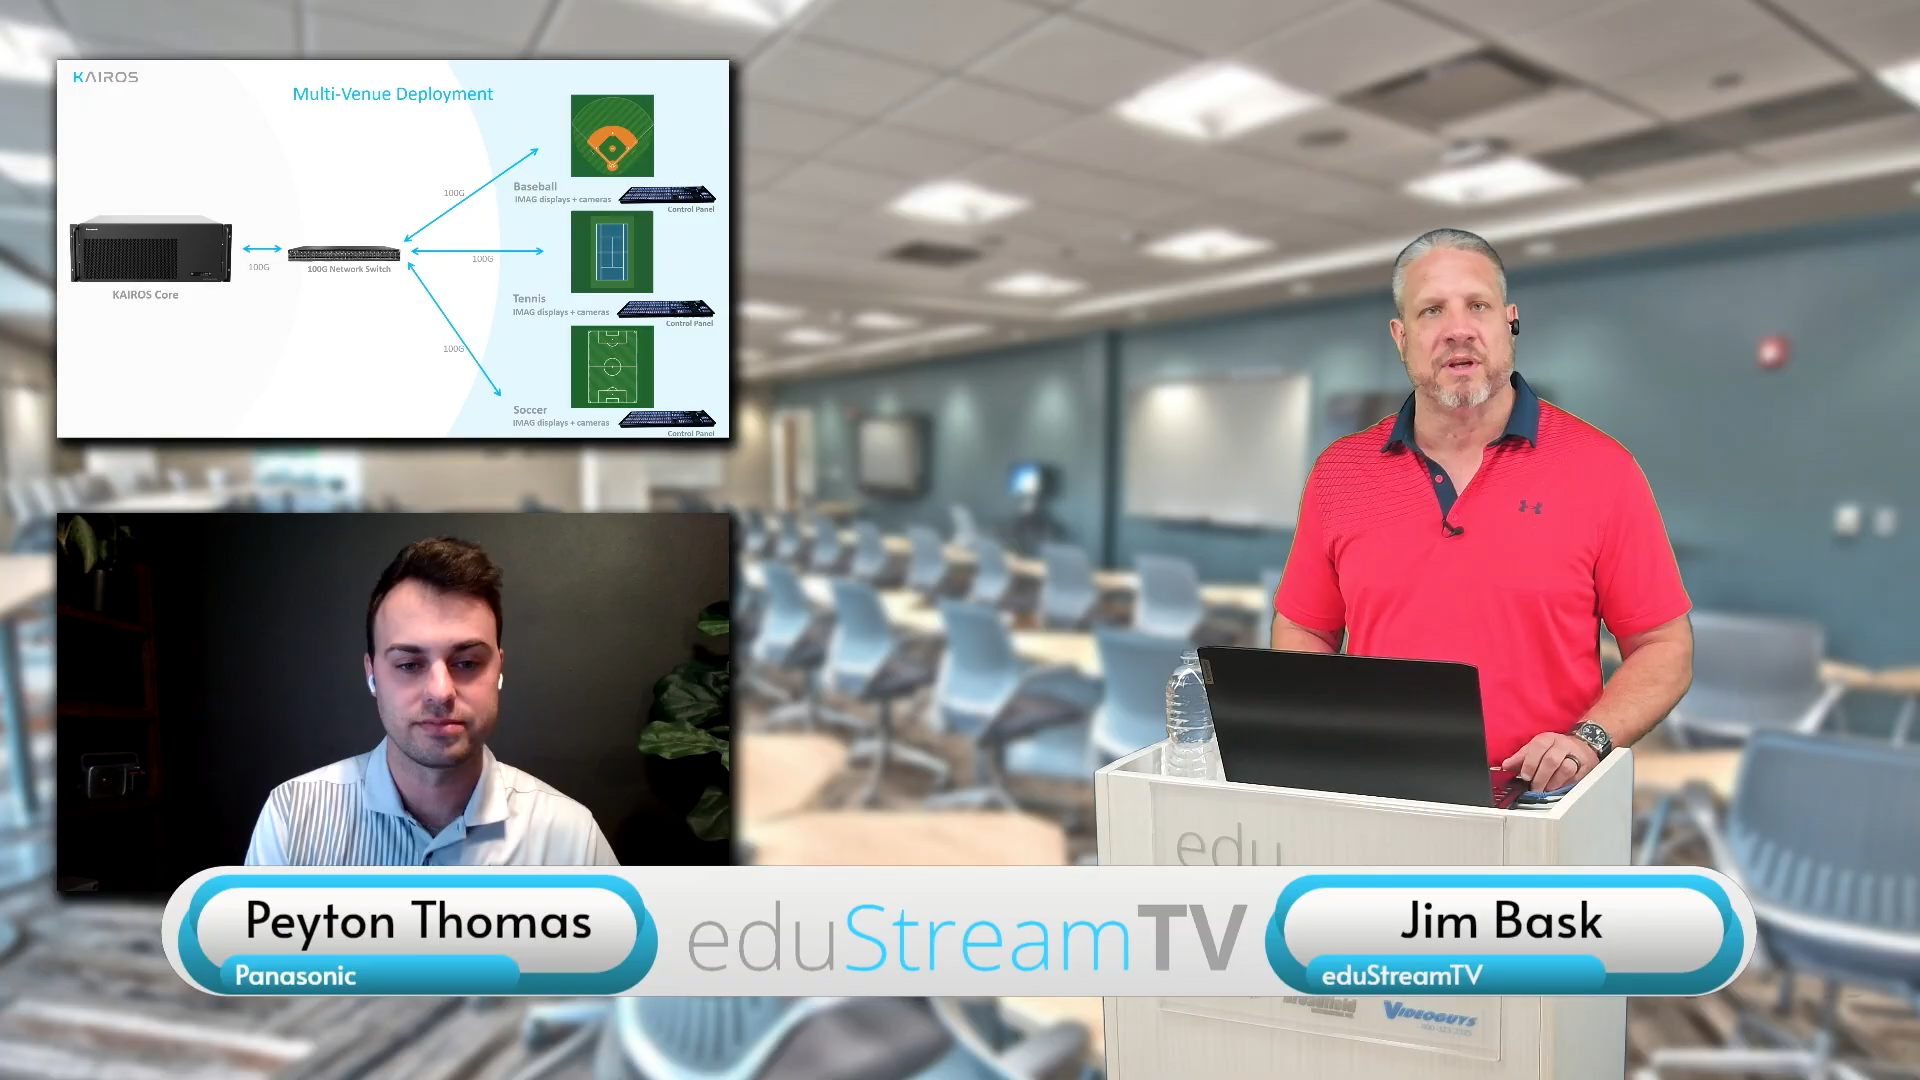 KAIROS
Multi-Venue Deployment
100G
Baseball
IMAG displays + cameras
Control Panel
100G
100G
100G Network Switch
KAIROS Core
Tennis
IMAG displays + cameras
Control Panel
100G
Soccer
IMAG displays + cameras
Control Panel
edu
Peyton Thomas
Panasonic
eduStreamTV
Jim Bask
eduStreamTV
VIDEOGUYS